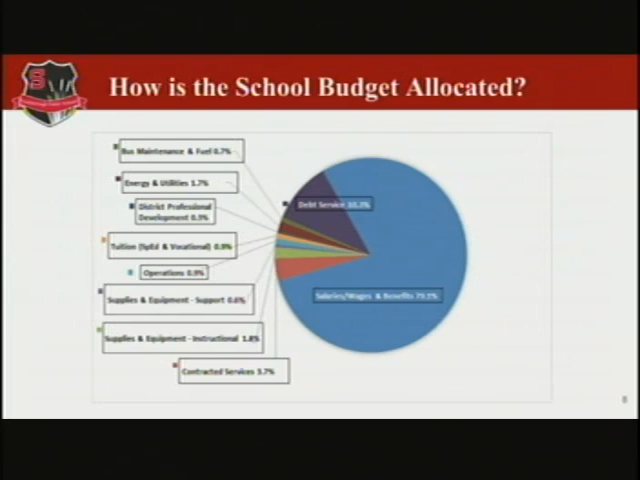 S
How is the School Budget Allocated?
Bus Maintenance & Fuel 0.7%
Energy & Utilities 1.7%
District Professional
Development 0.3%
Tuition (SpEd & Vocational) 0.9%
Operations 0.9%
Supplies & Equipment - Support 0.6%
Supplies & Equipment - Instructional 1.8%
Contracted Services 3.7%
Debt Service 10.3%
Salaries/Wages & Benefits 79.1%
8